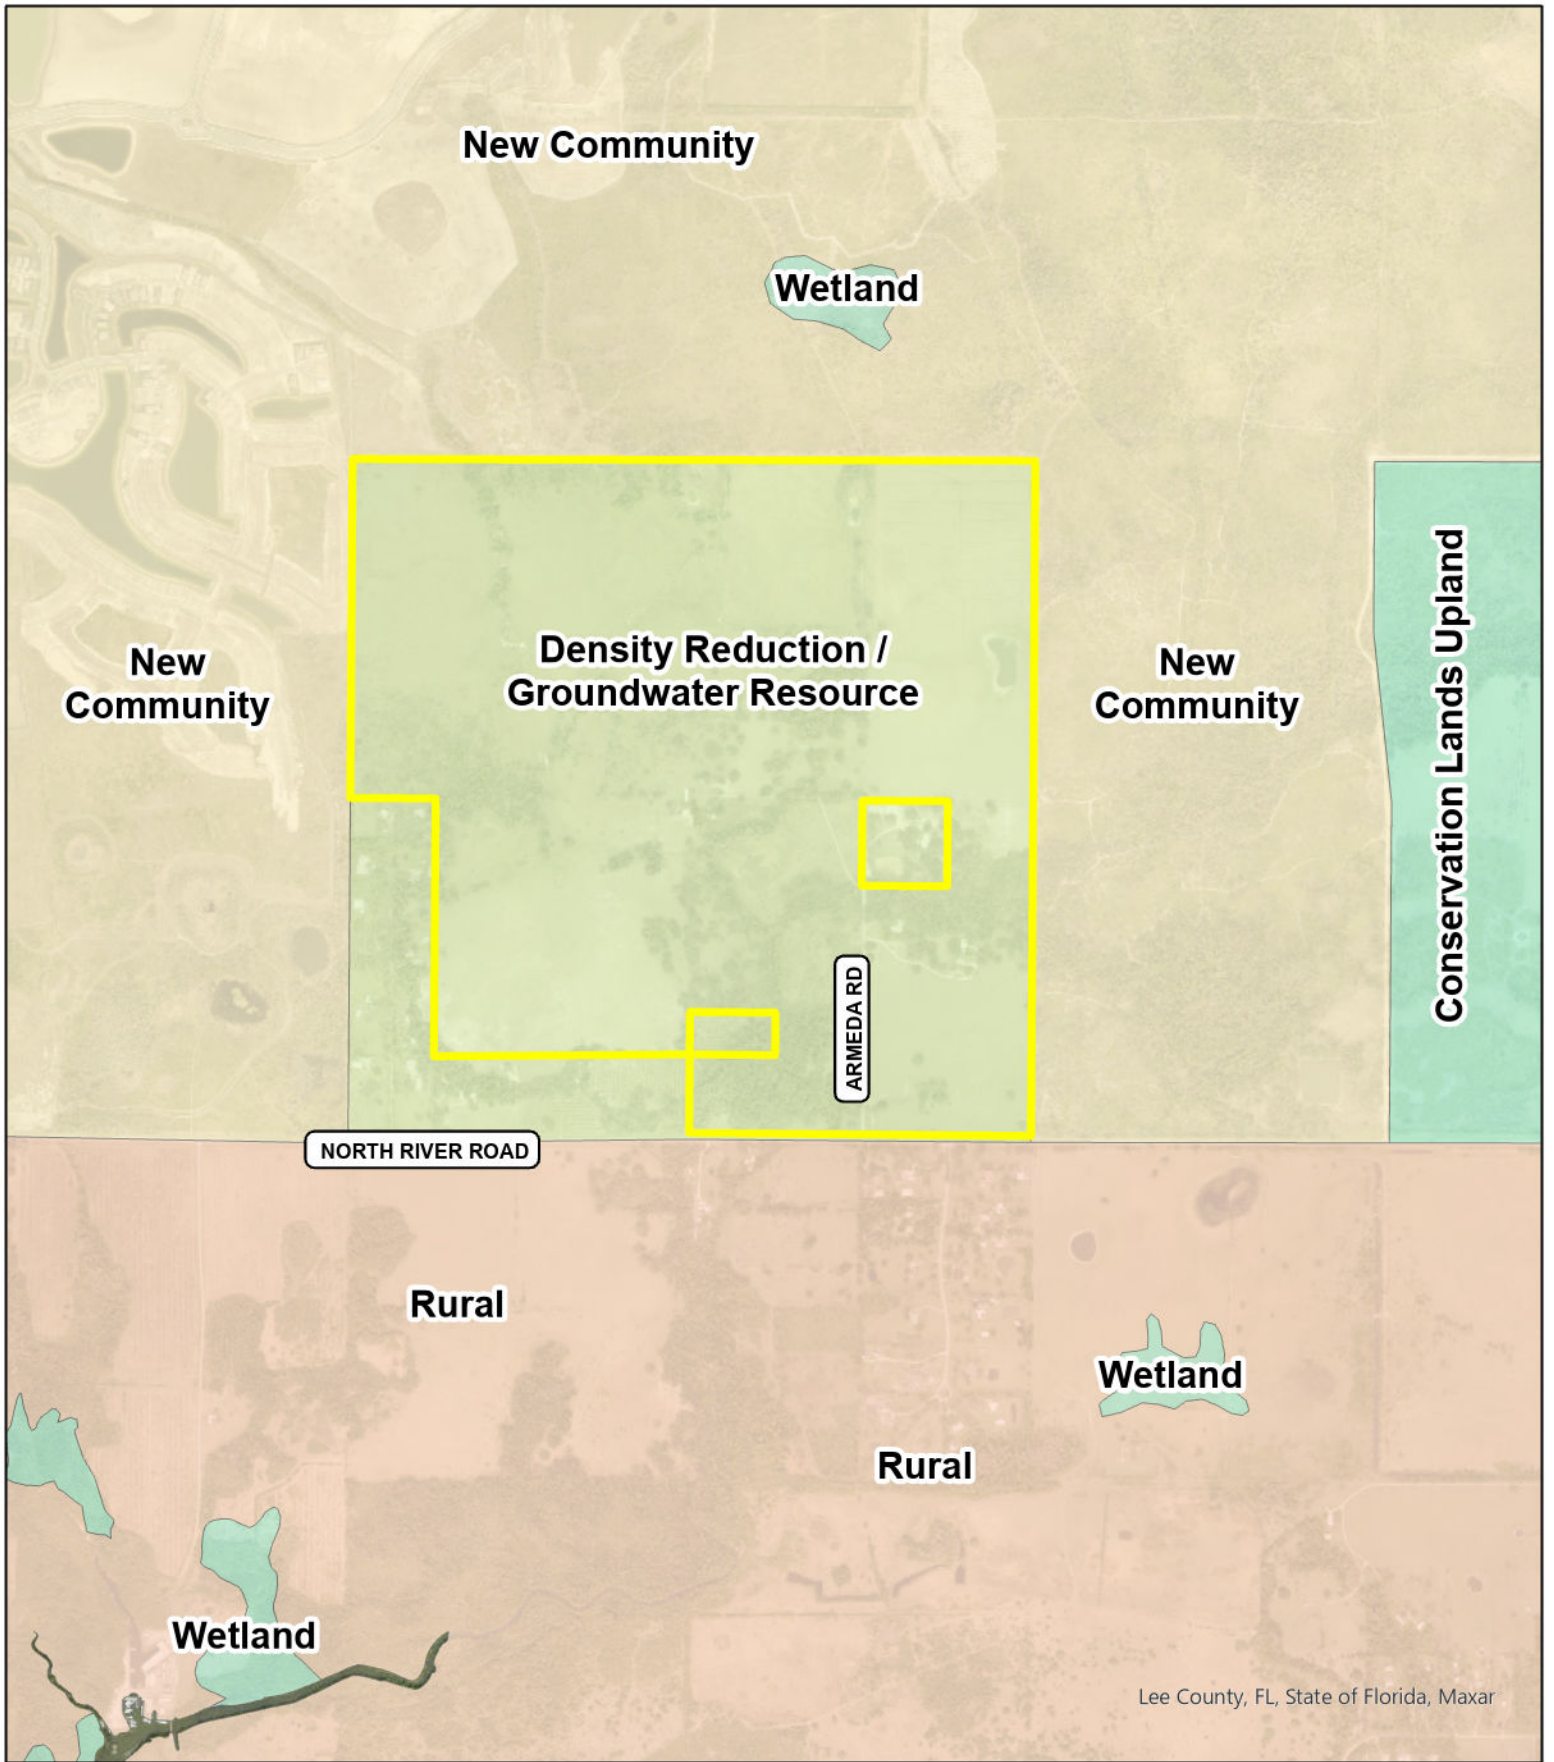 New Community
Wetland
Density Reduction /
Groundwater Resource
New
Community
New
Community
Conservation Lands Upland
ARMEDA RD
NORTH RIVER ROAD
Rural
Wetland
Rural
Wetland
Lee County, FL, State of Florida, Maxar